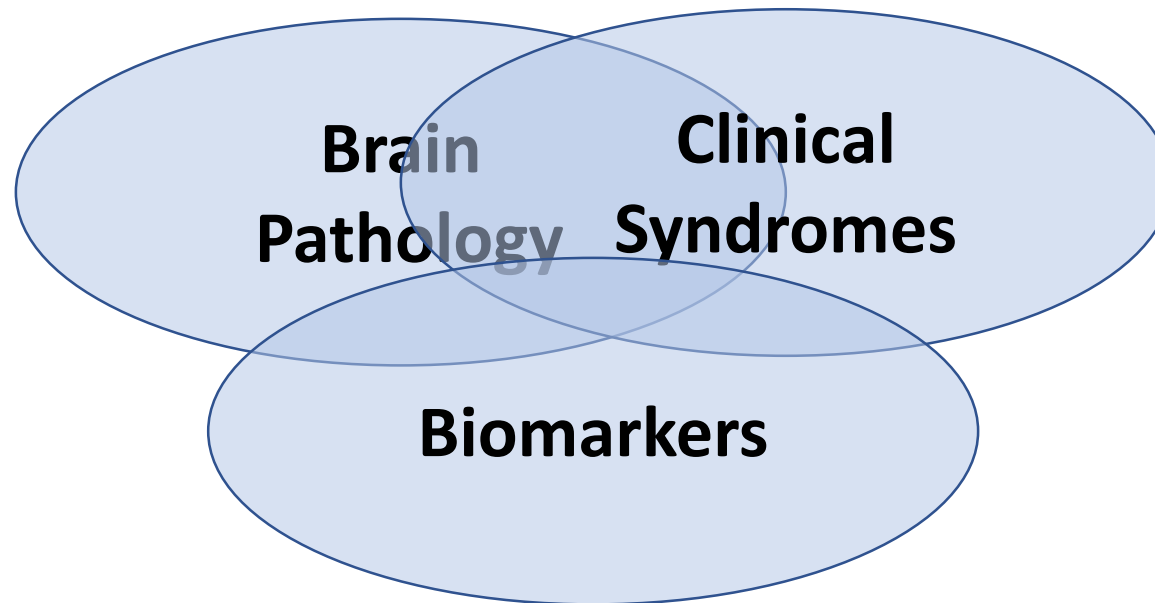 Brain
Pathology
Clinical
Syndromes
Biomarkers